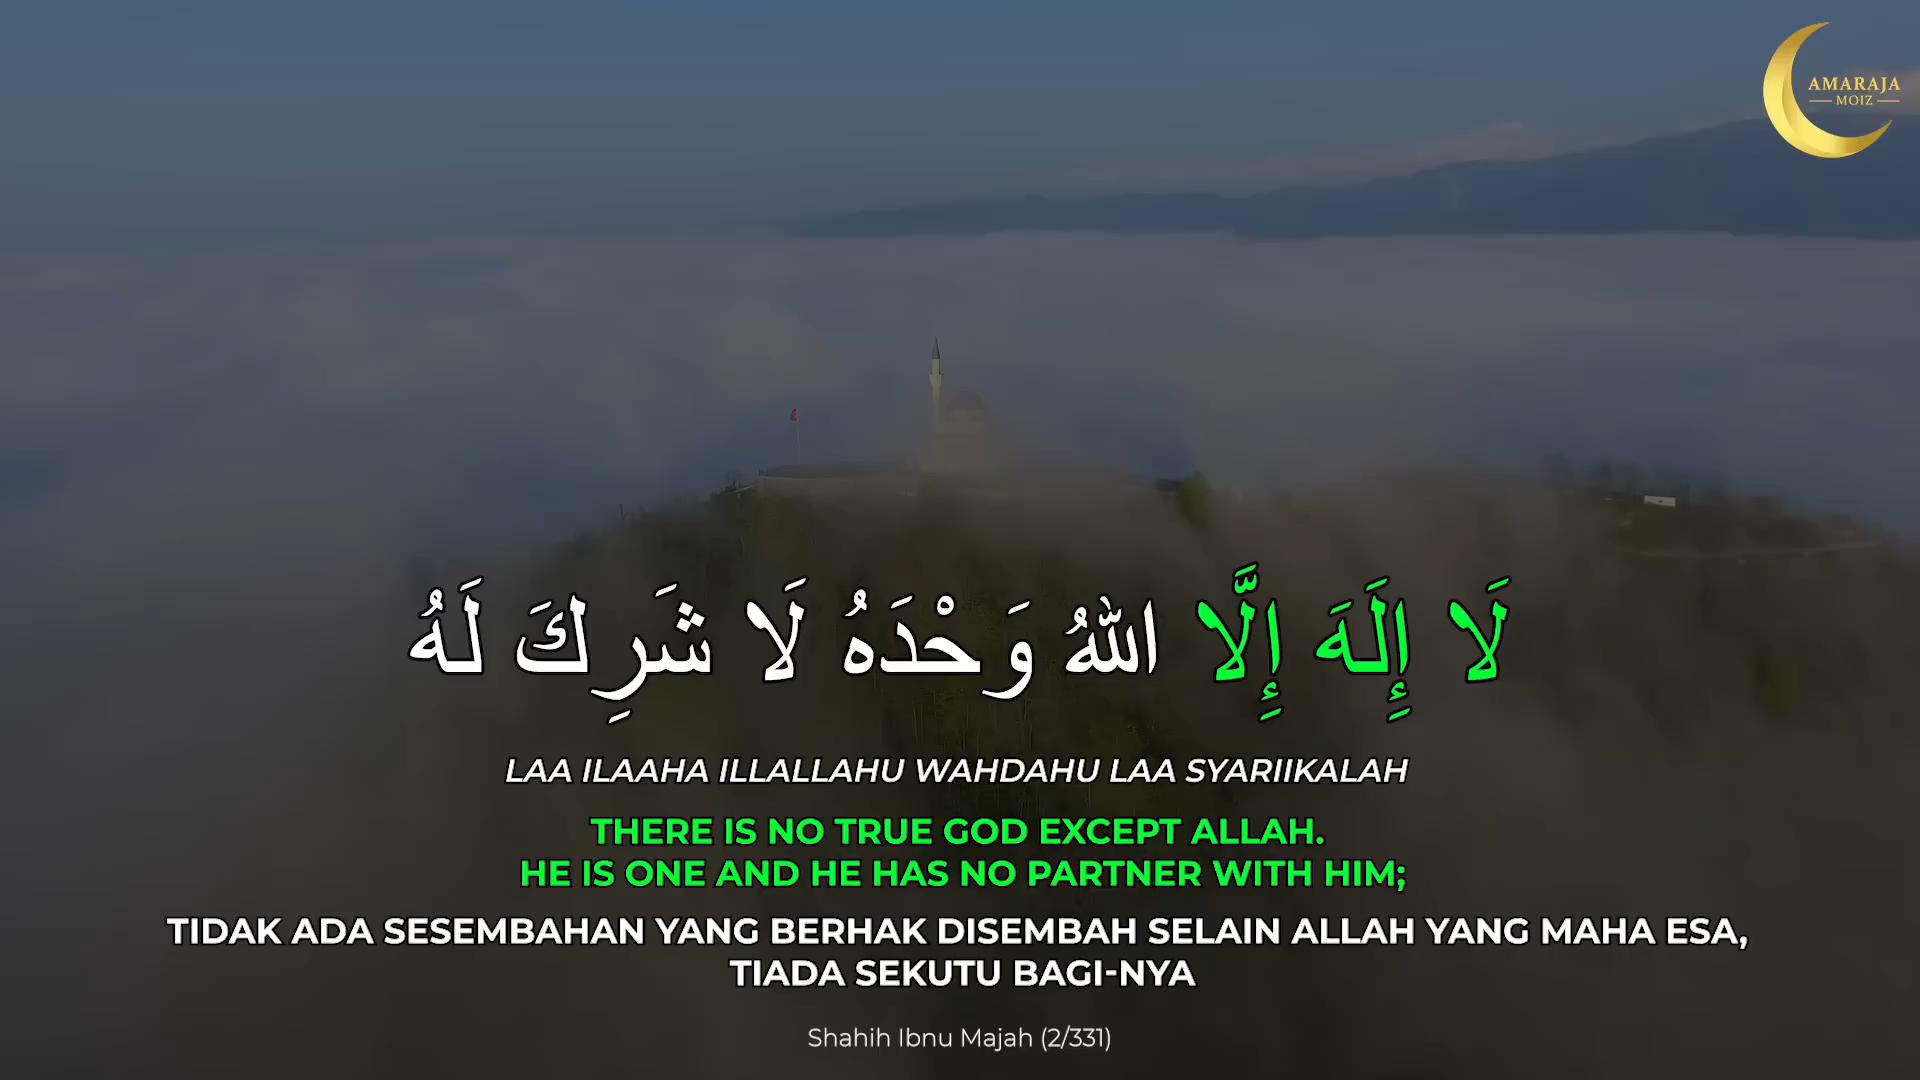 AMARAJA
MOIZ
لَا إِلَهَ إِلَّا اللهُ وَحْدَهُ لَا شَرِكَ لَهُ
LAA ILAAHA ILLALLAHU WAHDAHU LAA SYARIIKALAH
THERE IS NO TRUE GOD EXCEPT ALLAH.
HE IS ONE AND HE HAS NO PARTNER WITH HIM;
TIDAK ADA SESEMBAHAN YANG BERHAK DISEMBAH SELAIN ALLAH YANG MAHA ESA,
TIADA SEKUTU BAGI-NYA
Shahih Ibnu Majah (2/331)